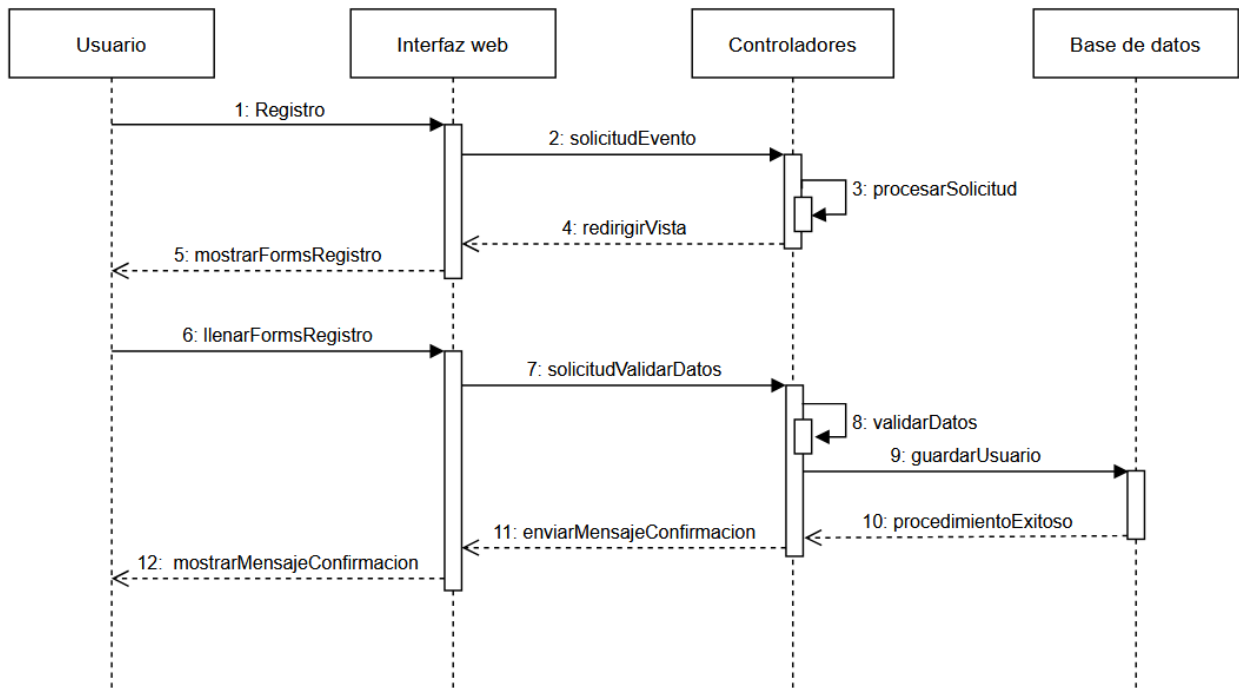 Usuario
Interfaz web
Controladores
Base de datos
1: Registro
2: solicitudEvento
3: procesarSolicitud
4: redirigirVista
5: mostrarFormsRegistro
6: llenarFormsRegistro
7: solicitudValidarDatos
8: validarDatos
9: guardarUsuario
10: procedimientoExitoso
11: enviarMensajeConfirmacion
12: mostrarMensajeConfirmacion